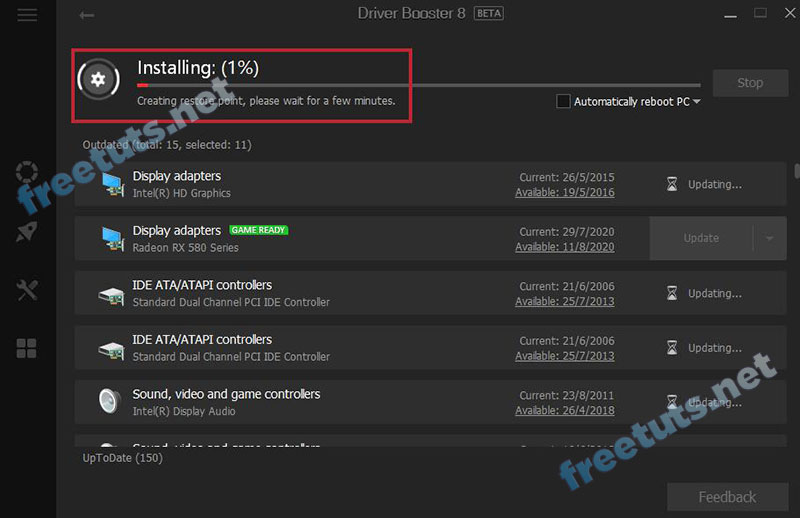 Driver Booster 8 BETA
Installing: (1%)
Stop
Creating restore point, please wait for a few minutes.
Automatically reboot PC
Outdated (total: 15, selected: 11)
Display adapters
Intel(R) HD Graphics
Current: 26/5/2015
Available: 19/5/2016
Updating...
Display adapters GAME READY
Radeon RX 580 Series
Current: 29/7/2020
Available: 11/8/2020
Update
IDE ATA/ATAPI controllers
Standard Dual Channel PCI IDE Controller
Current: 21/6/2006
Available: 25/7/2013
Updating...
IDE ATA/ATAPI controllers
Standard Dual Channel PCI IDE Controller
Current: 21/6/2006
Available: 25/7/2013
Updating...
Sound, video and game controllers
Intel(R) Display Audio
Current: 23/8/2011
Available: 26/4/2018
Updating...
Sound, video and game controllers
UpToDate (150)
Feedback
freetuts.net
freetuts.net